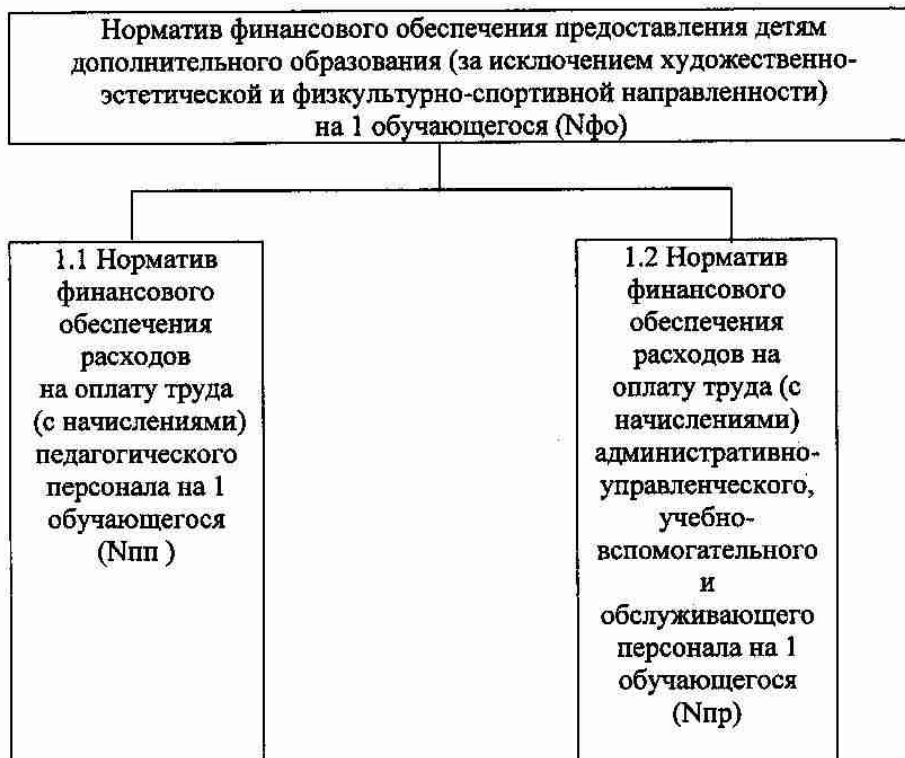 Норматив финансового обеспечения предоставления детям
дополнительного образования (за исключением художественно-
эстетической и физкультурно-спортивной направленности)
на 1 обучающегося (Nфо)
1.1 Норматив
финансового
обеспечения
расходов
на оплату труда
(с начислениями)
педагогического
персонала на 1
обучающегося
(Nпп )
1.2 Норматив
финансового
обеспечения
расходов на
оплату труда (с
начислениями)
административно-
управленческого,
учебно-
вспомогательного
и
обслуживающего
персонала на 1
обучающегося
(Nпр)